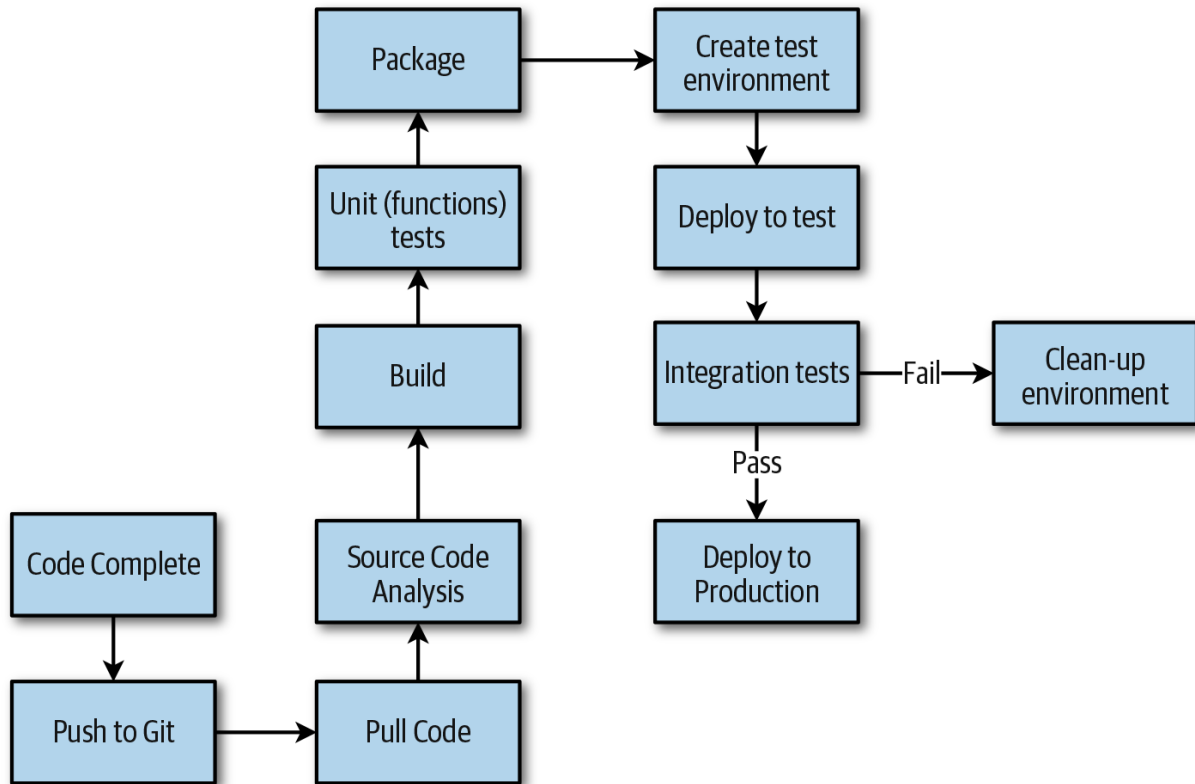 Code Complete
Push to Git
Pull Code
Source Code
Analysis
Build
Unit (functions)
tests
Package
Create test
environment
Deploy to test
Integration tests
Fail
Clean-up
environment
Pass
Deploy to
Production